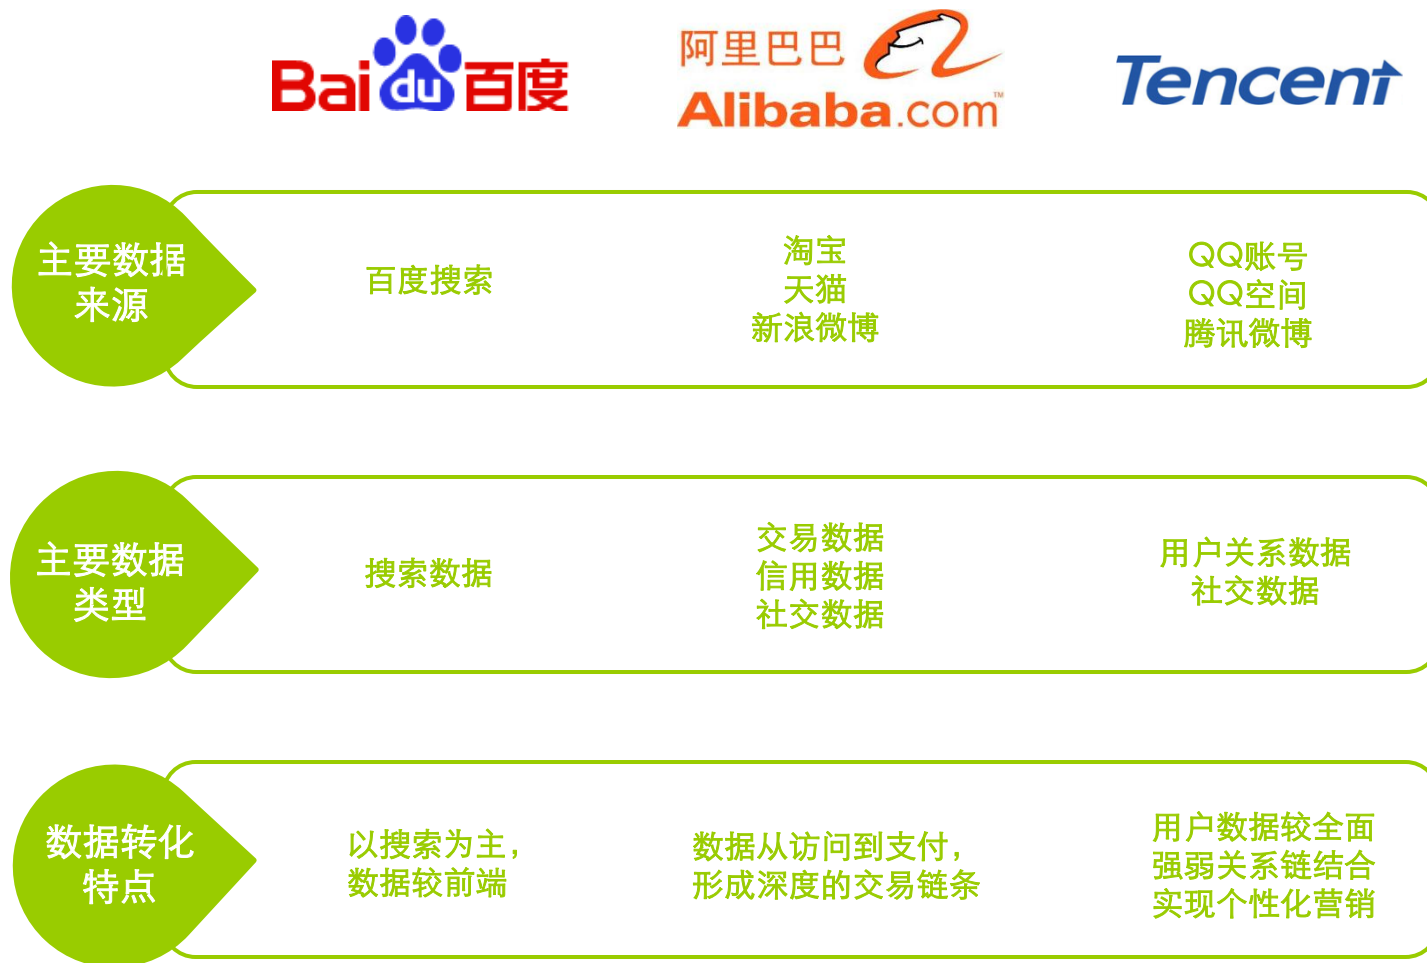 Baidu百度
阿里巴巴
Alibaba.com™
Tencent
主要数据
来源
百度搜索
淘宝
天猫
新浪微博
QQ账号
QQ空间
腾讯微博
主要数据
类型
搜索数据
交易数据
信用数据
社交数据
用户关系数据
社交数据
数据转化
特点
以搜索为主，
数据较前端
数据从访问到支付，
形成深度的交易链条
用户数据较全面
强弱关系链结合
实现个性化营销